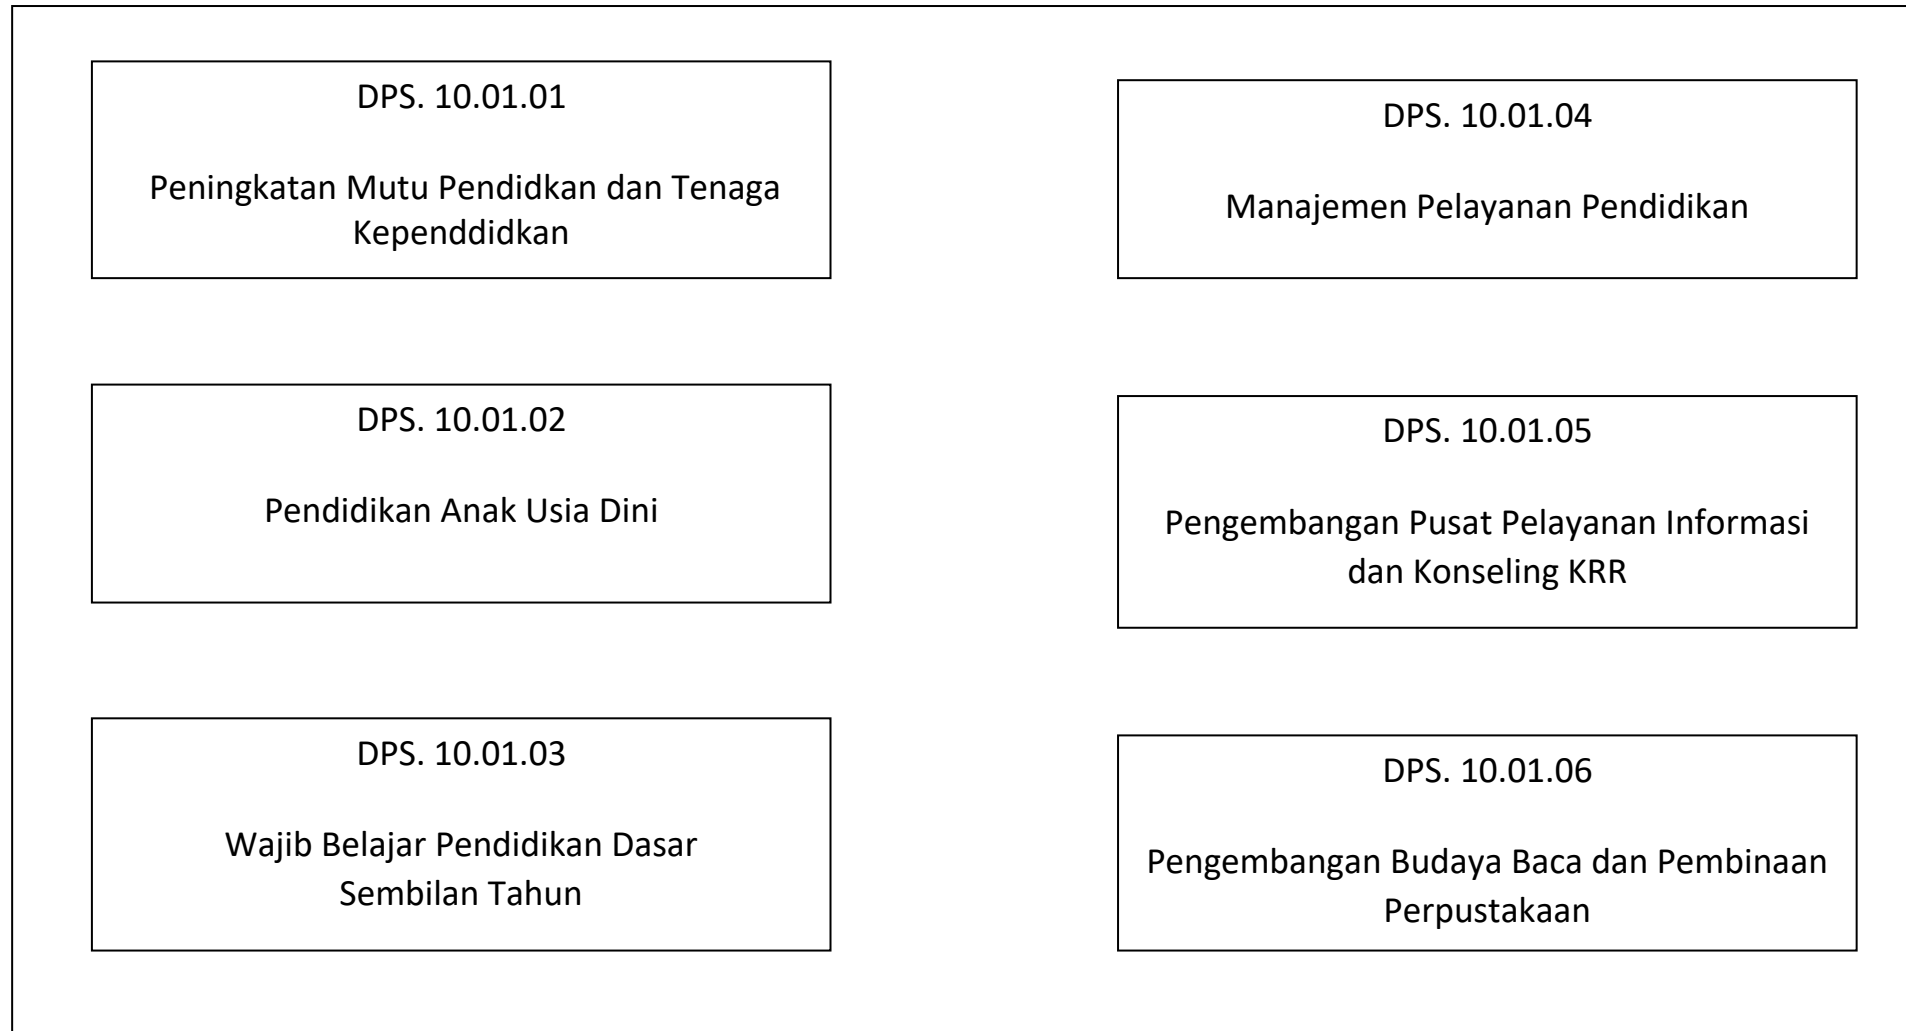 DPS. 10.01.01
Peningkatan Mutu Pendidkan dan Tenaga
Kependdidkan
DPS. 10.01.02
Pendidikan Anak Usia Dini
DPS. 10.01.03
Wajib Belajar Pendidikan Dasar
Sembilan Tahun
DPS. 10.01.04
Manajemen Pelayanan Pendidikan
DPS. 10.01.05
Pengembangan Pusat Pelayanan Informasi
dan Konseling KRR
DPS. 10.01.06
Pengembangan Budaya Baca dan Pembinaan
Perpustakaan